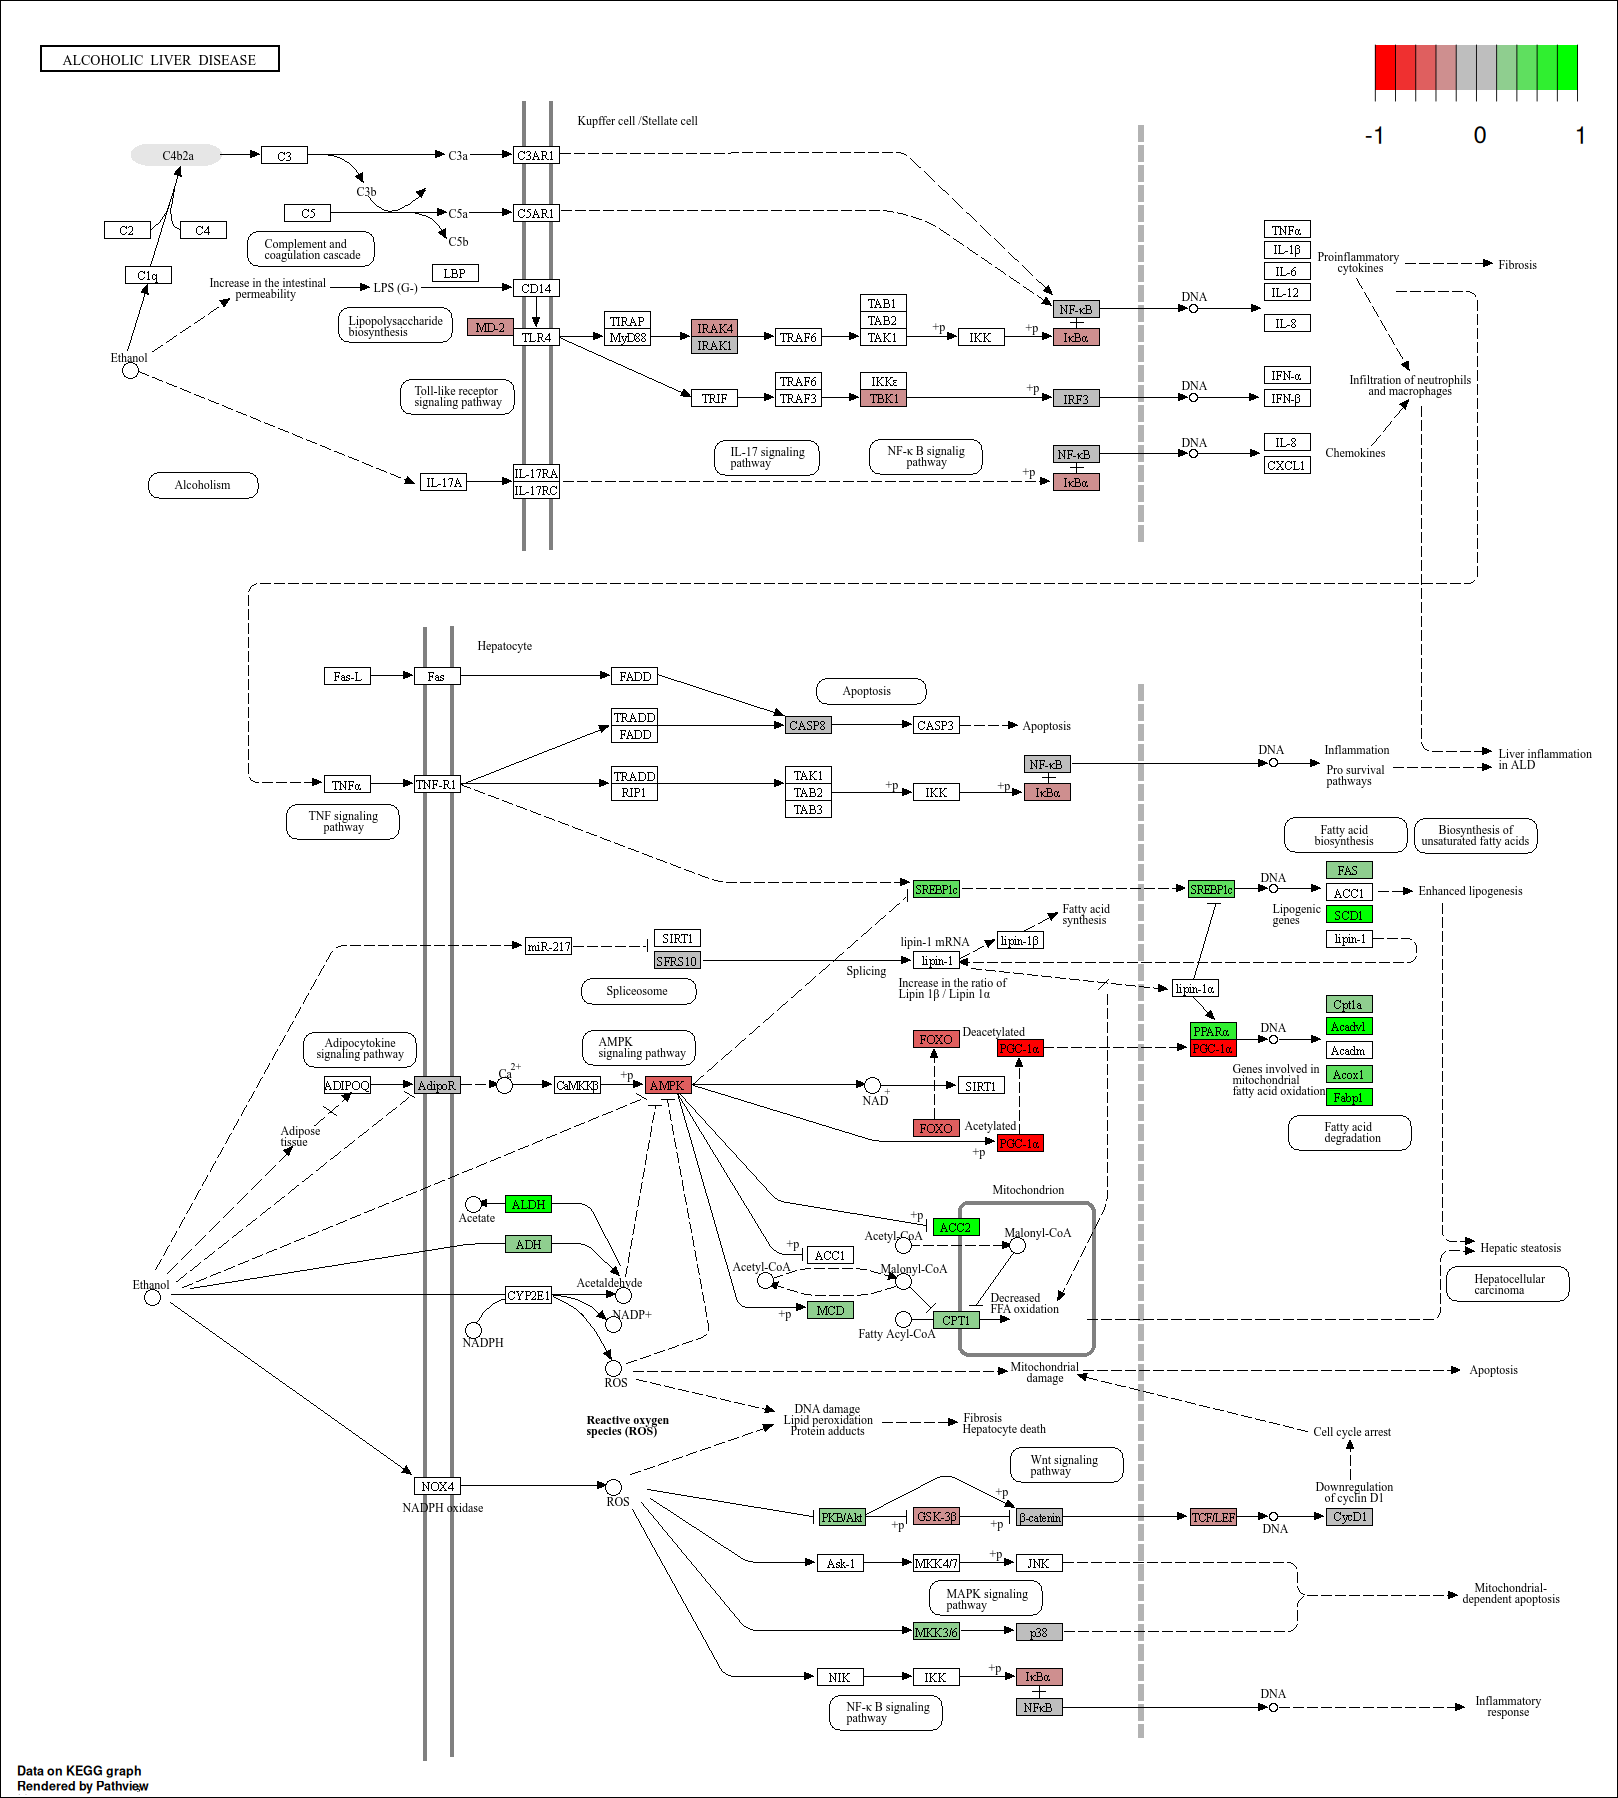 ALCOHOLIC LIVER DISEASE
-1 0 1
Kupffer cell /Stellate cell
C4b2a
C3
C3a
C3AR1
C3b
C5
C5a
C5AR1
C5b
C2
C4
Complement and
coagulation cascade
C1q
LBP
Increase in the intestinal
permeability
LPS (G-)
CD14
Lipopolysaccharide
biosynthesis
MD-2
TLR4
TIRAP
MyD88
IRAK4
IRAK1
TRAF6
TAB1
TAB2
TAK1
+p
IKK
+p
NF-κB
IκBα
DNA
TNFα
IL-1β
IL-6
IL-12
IL-8
Proinflammatory
cytokines
Fibrosis
Ethanol
Toll-like receptor
signaling pathway
TRIF
TRAF6
TRAF3
IKKε
TBK1
+p
IRF3
DNA
IFN-α
IFN-β
Infiltration of neutrophils
and macrophages
IL-17 signaling
pathway
NF-κ B signalig
pathway
NF-κB
IκBα
+p
DNA
IL-8
CXCL1
Chemokines
Alcoholism
IL-17A
IL-17RA
IL-17RC
Hepatocyte
Fas-L
Fas
FADD
Apoptosis
TRADD
FADD
CASP8
CASP3
Apoptosis
TNFα
TNF-R1
TRADD
RIP1
TAK1
TAB2
TAB3
+p
IKK
+p
NF-κB
IκBα
DNA
Inflammation
Pro survival
pathways
Liver inflammation
in ALD
TNF signaling
pathway
Fatty acid
biosynthesis
Biosynthesis of
unsaturated fatty acids
SREBP1c
SREBP1c
DNA
FAS
ACC1
SCD1
lipin-1
Lipogenic
genes
Enhanced lipogenesis
miR-217
SIRT1
SFRS10
Splicing
lipin-1 mRNA
lipin-1
lipin-1β
Fatty acid
synthesis
Increase in the ratio of
Lipin 1β / Lipin 1α
lipin-1α
Spliceosome
Adipocytokine
signaling pathway
AMPK
signaling pathway
ADIPOQ
AdipoR
Ca2+
CaMKKβ
+p
AMPK
FOXO
Deacetylated
PGC-1α
PPARα
PGC-1α
DNA
Cpt1a
Acadvl
Acadm
Acox1
Fabp1
Genes involved in
mitochondrial
fatty acid oxidation
NAD+
SIRT1
FOXO
Acetylated
PGC-1α
+p
Fatty acid
degradation
Adipose
tissue
Acetate
ALDH
ADH
Acetaldehyde
CYP2E1
NADP+
NADPH
ROS
Ethanol
Mitochondrion
+p
ACC2
Acetyl-CoA
Malonyl-CoA
+p
ACC1
Acetyl-CoA
Malonyl-CoA
+p
MCD
Fatty Acyl-CoA
CPT1
Decreased
FFA oxidation
Hepatic steatosis
Hepatocellular
carcinoma
Mitochondrial
damage
Apoptosis
Reactive oxygen
species (ROS)
DNA damage
Lipid peroxidation
Protein adducts
Fibrosis
Hepatocyte death
Cell cycle arrest
Wnt signaling
pathway
NOX4
NADPH oxidase
ROS
PKB/Akt
+p
GSK-3β
+p
+p
β-catenin
TCF/LEF
DNA
Downregulation
of cyclin D1
CycD1
Ask-1
MKK4/7
+p
JNK
MAPK signaling
pathway
MKK3/6
p38
Mitochondrial-
dependent apoptosis
NIK
IKK
+p
IκBα
NFκB
NF-κ B signaling
pathway
DNA
Inflammatory
response
Data on KEGG graph
Rendered by Pathview